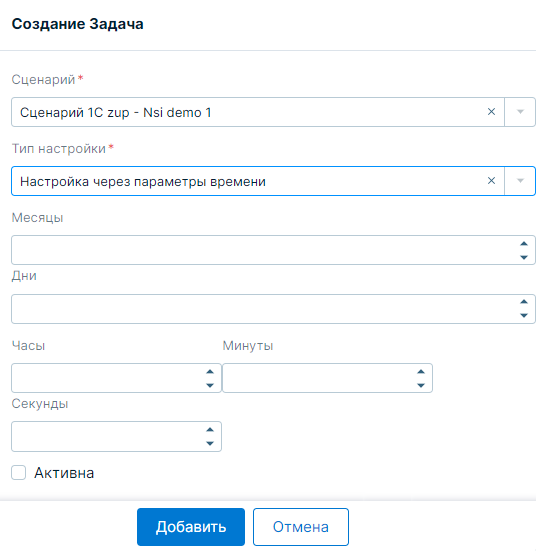 Создание Задача
Сценарий *
Сценарий 1C zup - Nsi demo 1
Тип настройки *
Настройка через параметры времени
Месяцы
Дни
Часы Минуты
Секунды
Активна
Добавить Отмена